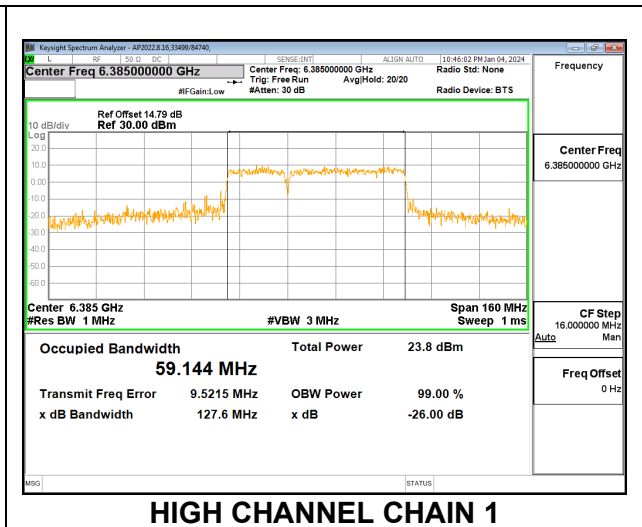 Keysight Spectrum Analyzer - AP2022.8.16,33499/84740,
L RF 50 Ω DC SENSE:INT ALIGN AUTO 10:46:02 PM Jan 04, 2024
Center Freq 6.385000000 GHz
Center Freq: 6.385000000 GHz
Radio Std: None
Trig: Free Run Avg|Hold: 20/20
#IFGain:Low #Atten: 30 dB Radio Device: BTS
Frequency
Ref Offset 14.79 dB
10 dB/div Ref 30.00 dBm
Log
20.0
10.0
0.00
-10.0
-20.0
-30.0
-40.0
-50.0
-60.0
Center 6.385 GHz Span 160 MHz
#Res BW 1 MHz #VBW 3 MHz Sweep 1 ms
Occupied Bandwidth Total Power 23.8 dBm
59.144 MHz
Transmit Freq Error 9.5215 MHz OBW Power 99.00 %
x dB Bandwidth 127.6 MHz x dB -26.00 dB
Center Freq
6.385000000 GHz
CF Step
16.000000 MHz
Auto Man
Freq Offset
0 Hz
MSG STATUS
HIGH CHANNEL CHAIN 1